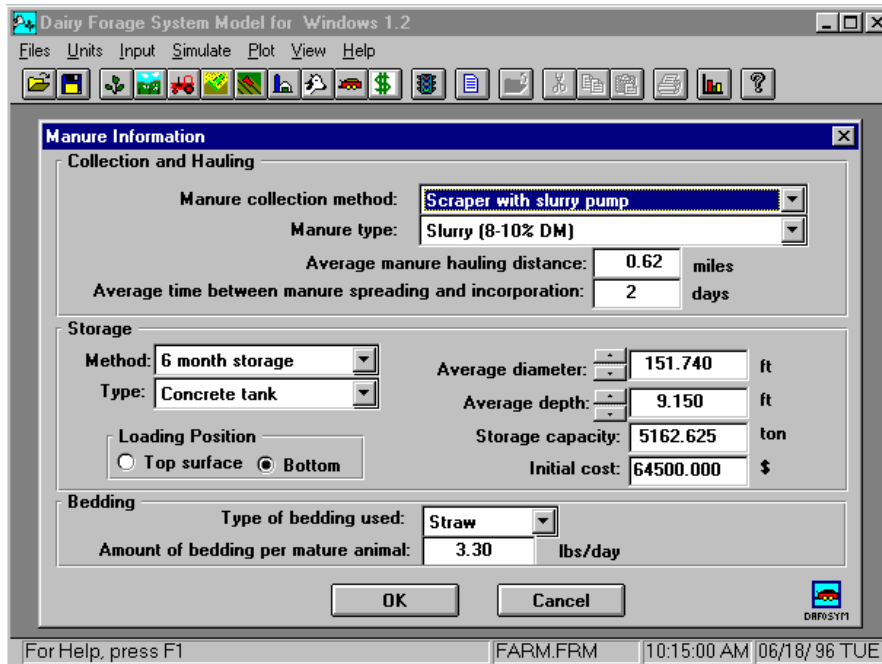 Dairy Forage System Model for Windows 1.2
Files Units Input Simulate Plot View Help
Manure Information
Collection and Hauling
Manure collection method: Scraper with slurry pump
Manure type: Slurry (8-10% DM)
Average manure hauling distance: 0.62 miles
Average time between manure spreading and incorporation: 2 days
Storage
Method: 6 month storage
Type: Concrete tank
Loading Position
Top surface Bottom
Average diameter: 151.740 ft
Average depth: 9.150 ft
Storage capacity: 5162.625 ton
Initial cost: 64500.000 $
Bedding
Type of bedding used: Straw
Amount of bedding per mature animal: 3.30 lbs/day
OK Cancel
DAFOSYM
For Help, press F1 FARM.FRM 10:15:00 AM 06/18/ 96 TUE